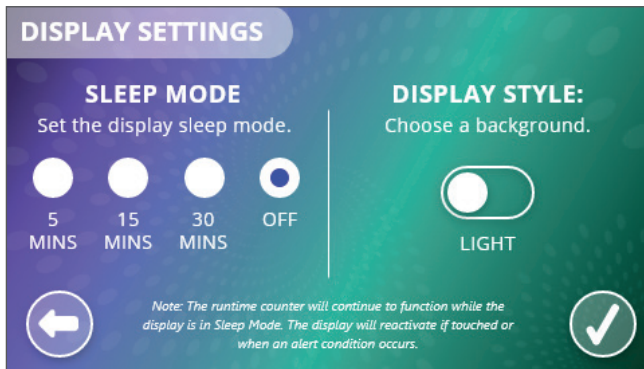 DISPLAY SETTINGS
SLEEP MODE
Set the display sleep mode.
5
MINS
15
MINS
30
MINS
OFF
DISPLAY STYLE:
Choose a background.
LIGHT
Note: The runtime counter will continue to function while the
display is in Sleep Mode. The display will reactivate if touched or
when an alert condition occurs.